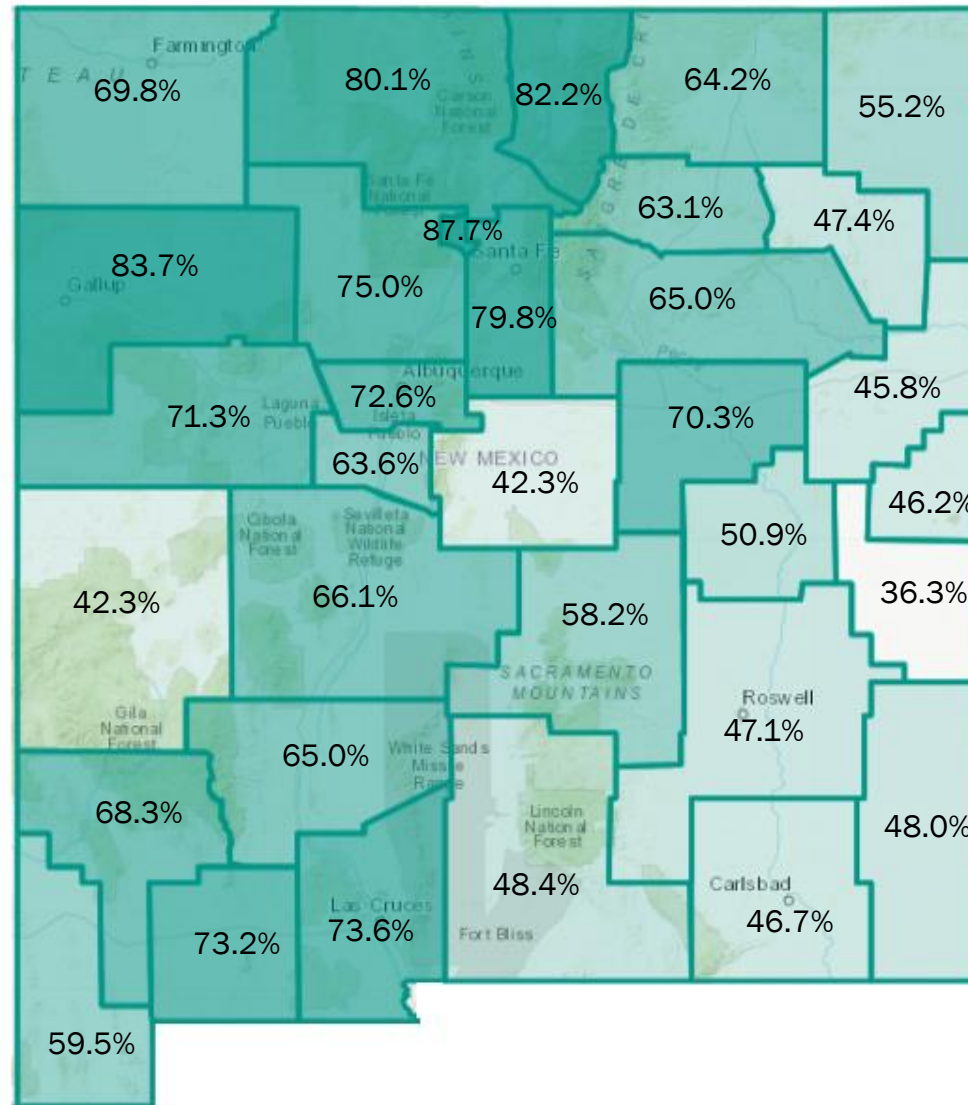 Farmington
T E A U
69.8%
80.1%
Carson
National
Forest
82.2%
64.2%
55.2%
Santa Fe
National
63.1%
47.4%
87.7%
Santa Fe
83.7%
Gallup
75.0%
79.8%
65.0%
Pecos
Albuquerque
72.6%
Isleta
Pueblo
71.3%
Laguna
Pueblo
70.3%
45.8%
63.6%
NEW MEXICO
42.3%
46.2%
Cibola
National
Forest
Sevilleta
National
Wildlife
Refuge
50.9%
42.3%
66.1%
58.2%
36.3%
SACRAMENTO
MOUNTAINS
Roswell
47.1%
Gila
National
Forest
65.0%
White Sands
Missile
Range
68.3%
Lincoln
National
Forest
48.0%
48.4%
Carlsbad
46.7%
Las Cruces
73.6%
73.2%
Fort Bliss
59.5%